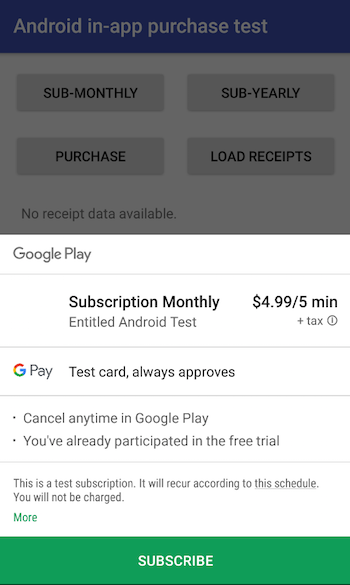 Android in-app purchase test
SUB-MONTHLY
SUB-YEARLY
PURCHASE
LOAD RECEIPTS
No receipt data available.
Google Play
Subscription Monthly $4.99/5 min
Entitled Android Test + tax ⓘ
G Pay Test card, always approves
· Cancel anytime in Google Play
· You've already participated in the free trial
This is a test subscription. It will recur according to this schedule.
You will not be charged.
More
SUBSCRIBE